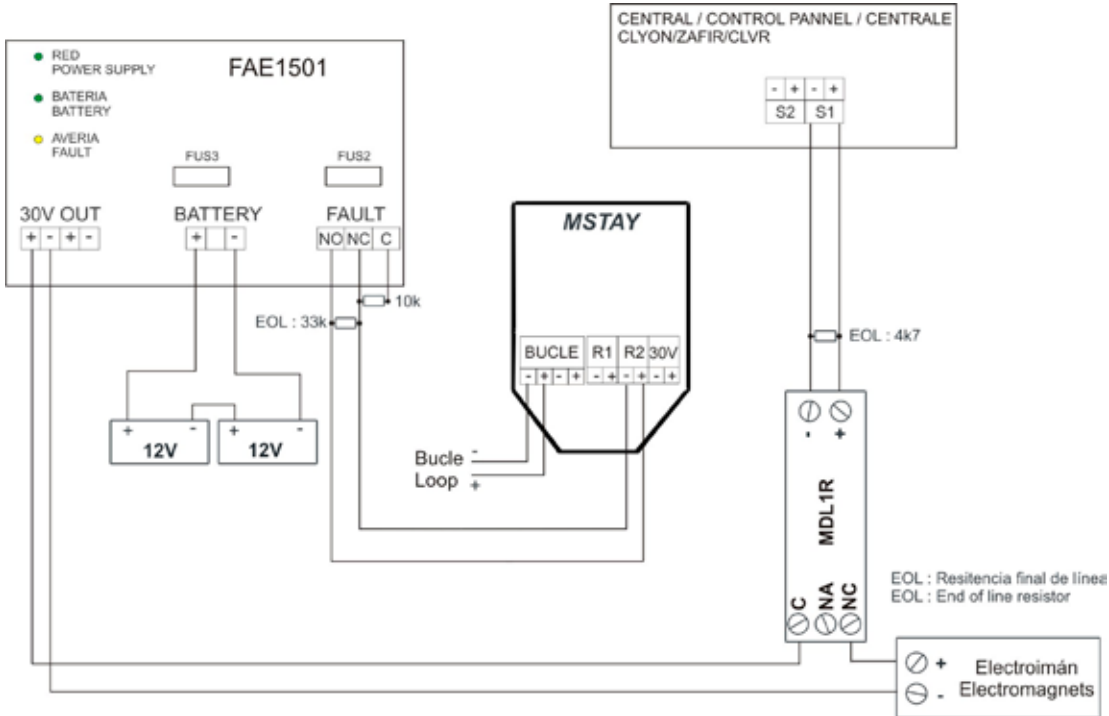 CENTRAL / CONTROL PANNEL / CENTRALE
CLYON/ZAFIR/CLVR
- + - +
S2 S1
RED
POWER SUPPLY
BATERIA
BATTERY
AVERIA
FAULT
FAE1501
FUS3
FUS2
30V OUT
+ - + -
BATTERY
+ -
FAULT
NO NC C
10k
EOL : 33k
+ - 12V
+ - 12V
MSTAY
BUCLE R1 R2 30V
- + - + - + - + - +
Bucle -
Loop +
EOL : 4k7
- +
MDL1R
C NA NC
EOL : Resitencia final de línea
EOL : End of line resistor
+ Electroimán
- Electromagnets